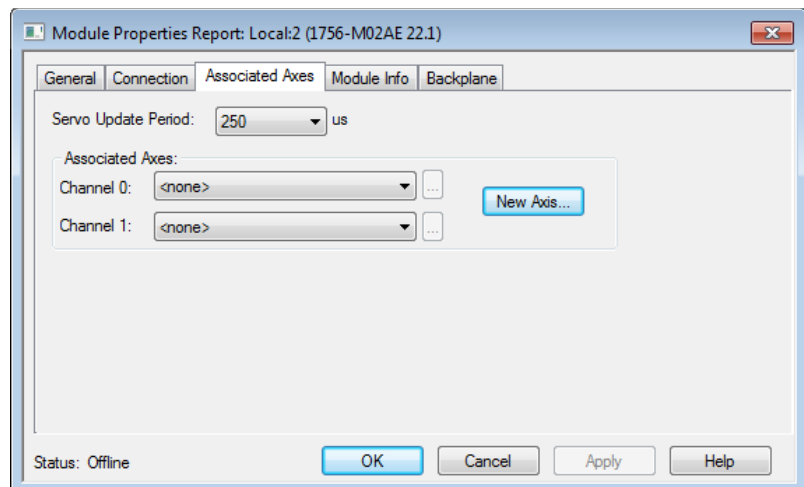 Module Properties Report: Local:2 (1756-M02AE 22.1)
General Connection Associated Axes Module Info Backplane
Servo Update Period: 250 us
Associated Axes:
Channel 0: <none> ...
New Axis...
Channel 1: <none> ...
Status: Offline OK Cancel Apply Help